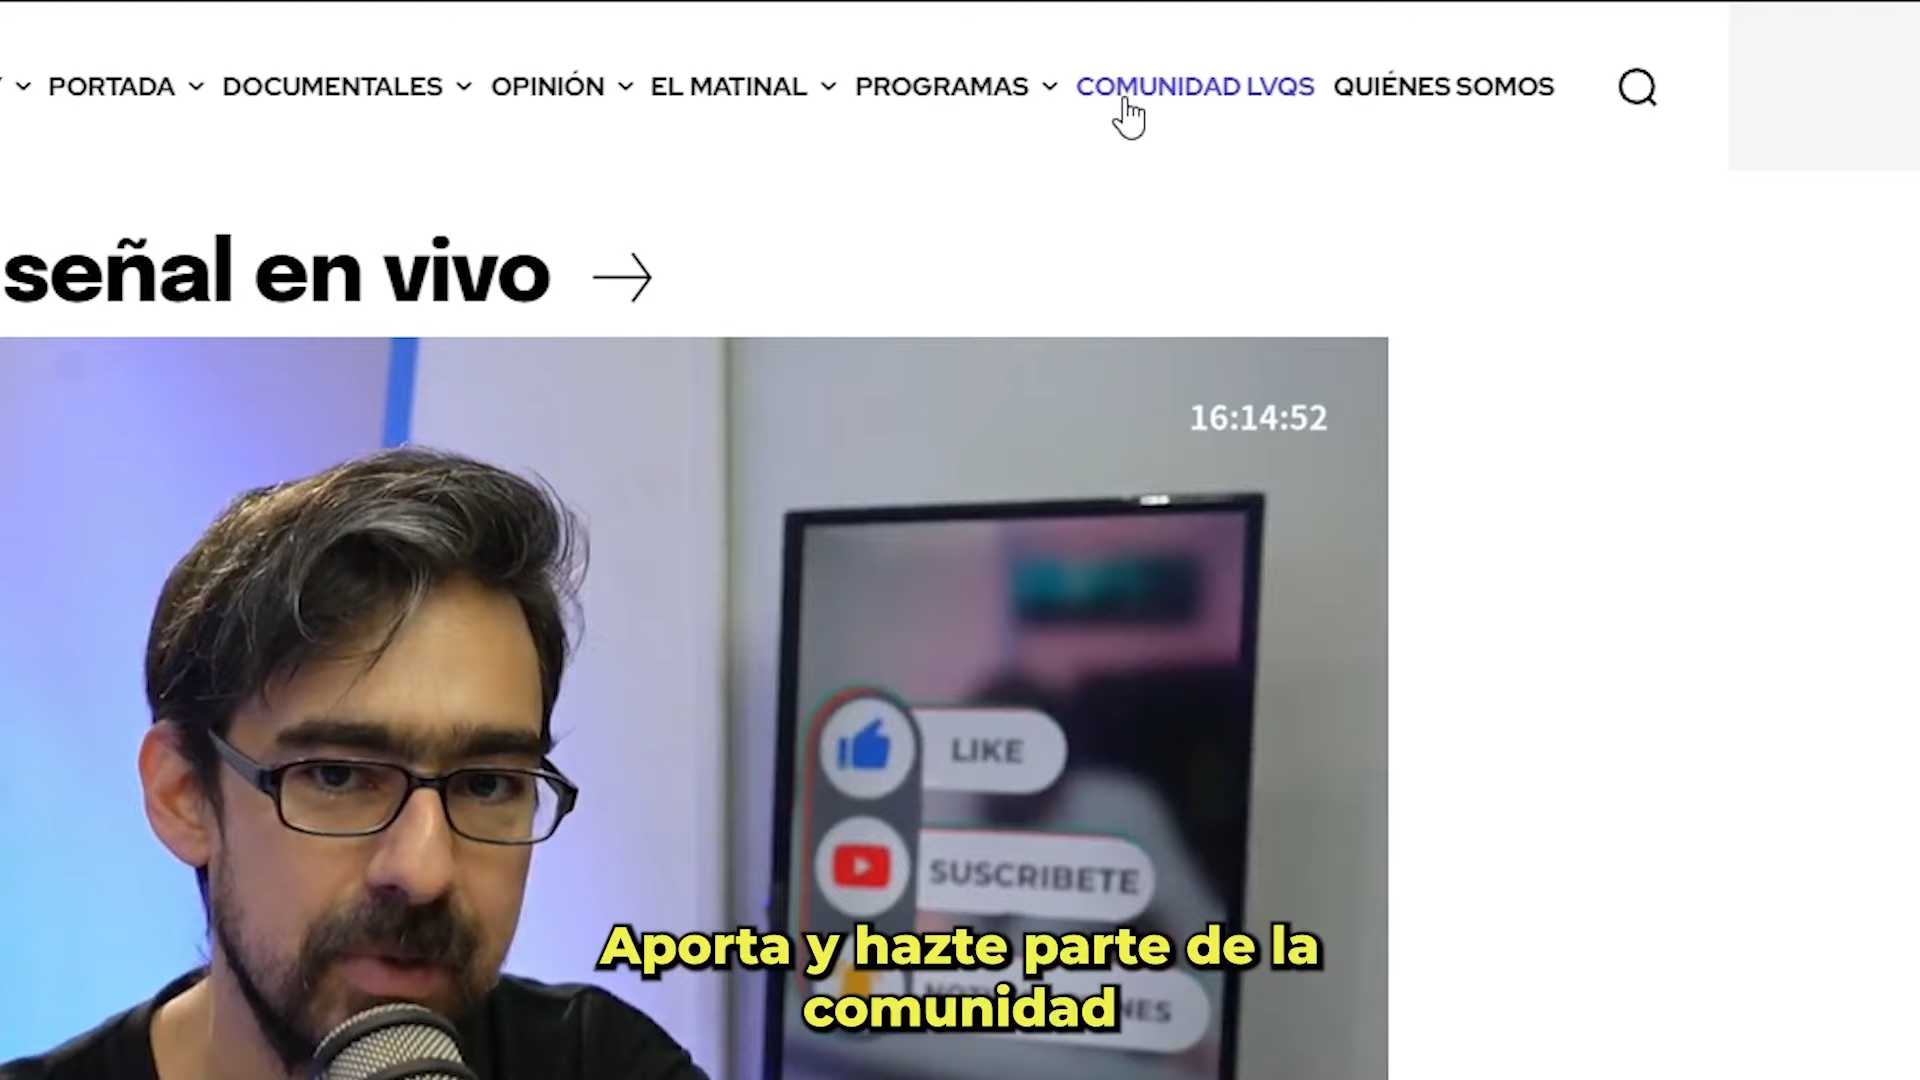 PORTADA DOCUMENTALES OPINIÓN EL MATINAL PROGRAMAS COMUNIDAD LVQS QUIÉNES SOMOS
señal en vivo
16:14:52
LIKE
SUSCRIBETE
Aporta y hazte parte de la
comunidad